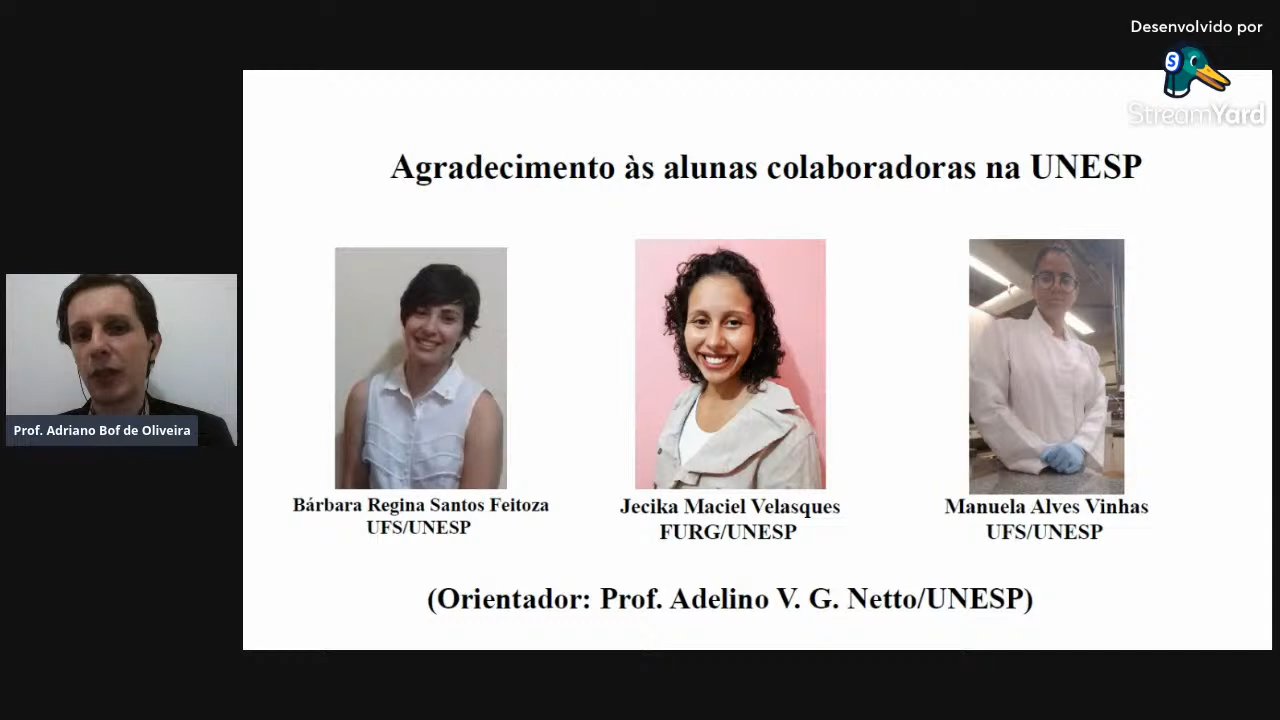 Desenvolvido por
StreamYard
Agradecimento às alunas colaboradoras na UNESP
Prof. Adriano Bof de Oliveira
Bárbara Regina Santos Feitoza
UFS/UNESP
Jecika Maciel Velasques
FURG/UNESP
Manuela Alves Vinhas
UFS/UNESP
(Orientador: Prof. Adelino V. G. Netto/UNESP)